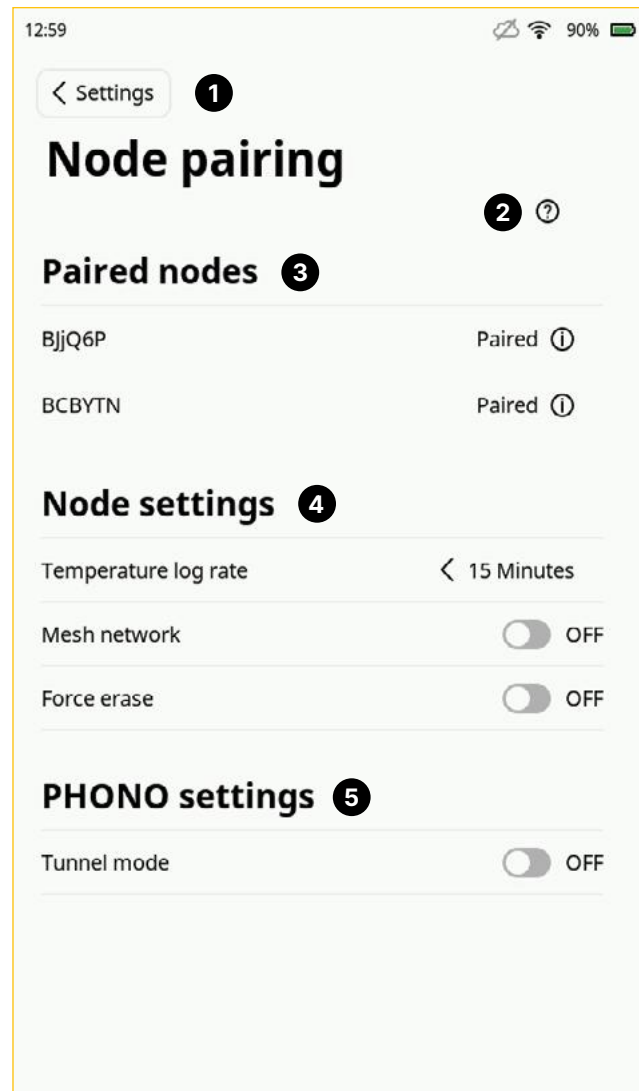 12:59 90%
Settings 1
Node pairing
2 ?
Paired nodes 3
BJjQ6P Paired i
BCBYTN Paired i
Node settings 4
Temperature log rate < 15 Minutes
Mesh network OFF
Force erase OFF
PHONO settings 5
Tunnel mode OFF